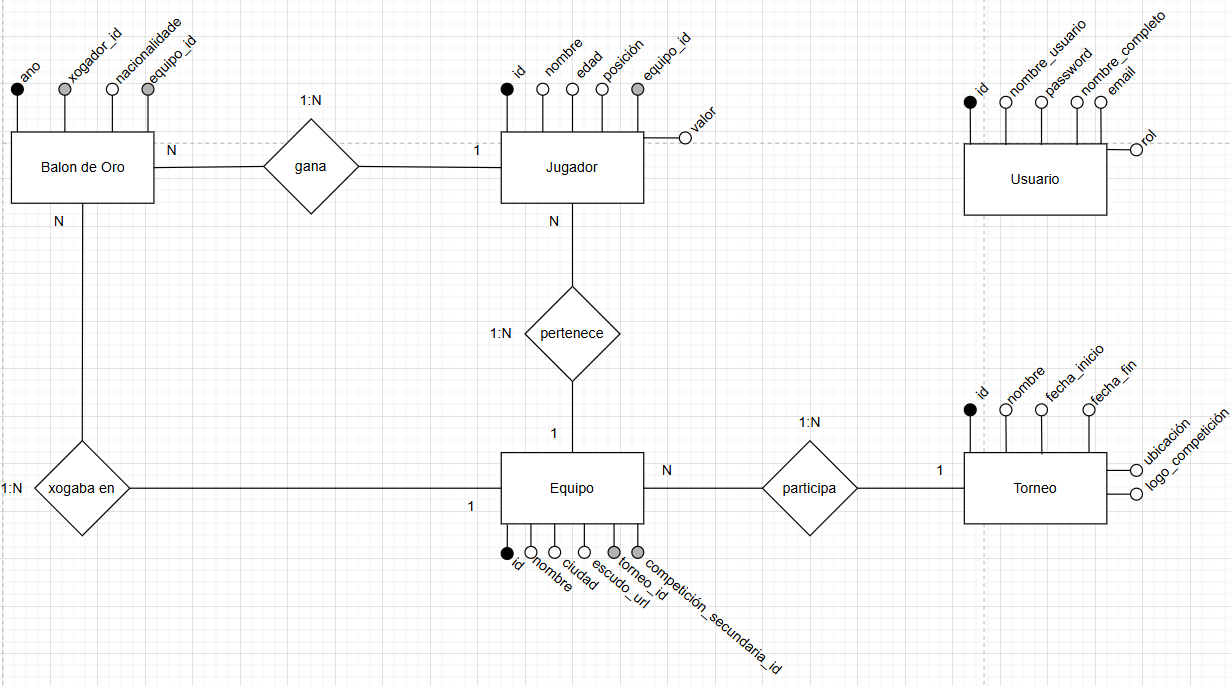 ano
xogador_id
nacionalidade
equipo_id
Balon de Oro
N
N
1:N
gana
1
id
nombre
edad
posición
equipo_id
valor
Jugador
N
id
nombre_usuario
password
nombre_completo
email
rol
Usuario
1:N
pertenece
1
1:N
xogaba en
1
Equipo
N
id
nombre
ciudad
escudo_url
torneo_id
competición_secundaria_id
1:N
participa
1
id
nombre
fecha_inicio
fecha_fin
ubicación
logo_competición
Torneo